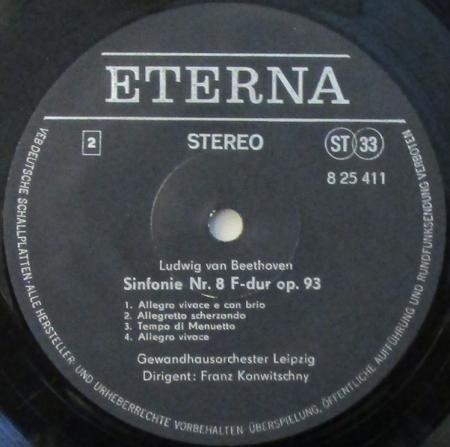 ETERNA
2
STEREO
ST 33
8 25 411
Ludwig van Beethoven
Sinfonie Nr. 8 F-dur op. 93
1. Allegro vivace e con brio
2. Allegretto scherzando
3. Tempo di Menuetto
4. Allegro vivace
Gewandhausorchester Leipzig
Dirigent: Franz Konwitschny
VEB DEUTSCHE SCHALLPLATTEN · ALLE HERSTELLER- UND URHEBERRECHTE VORBEHALTEN ÜBERSPIELUNG, ÖFFENTLICHE AUFFÜHRUNG UND RUNDFUNKSENDUNG VERBOTEN